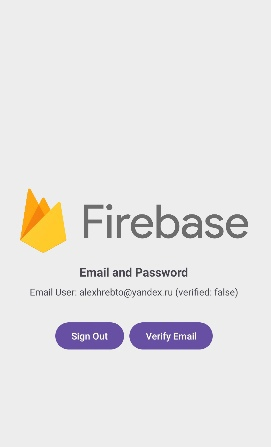 Firebase
Email and Password
Email User: alexhrebto@yandex.ru (verified: false)
Sign Out
Verify Email